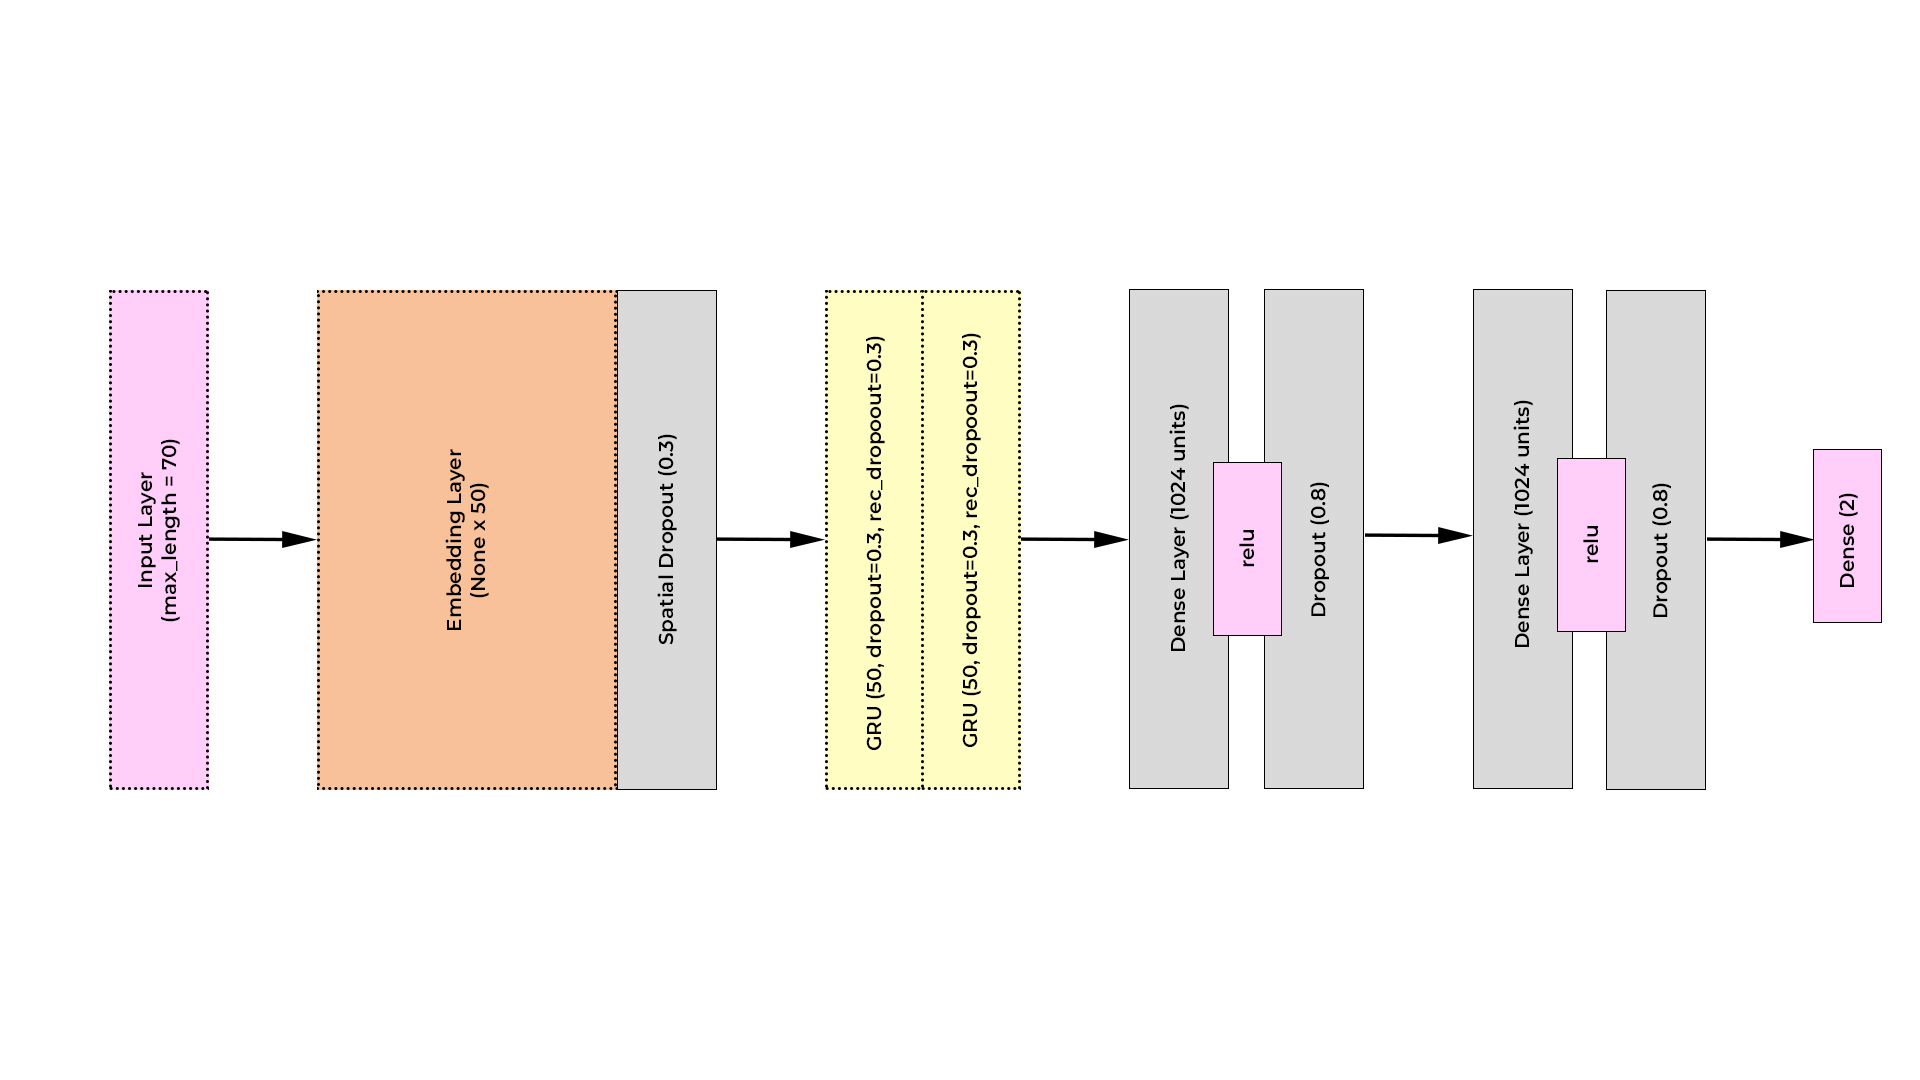 Input Layer
(max_length = 70)
Embedding Layer
(None x 50)
Spatial Dropout (0.3)
GRU (50, dropout=0.3, rec_dropoout=0.3)
GRU (50, dropout=0.3, rec_dropoout=0.3)
Dense Layer (1024 units)
relu
Dropout (0.8)
Dense Layer (1024 units)
relu
Dropout (0.8)
Dense (2)